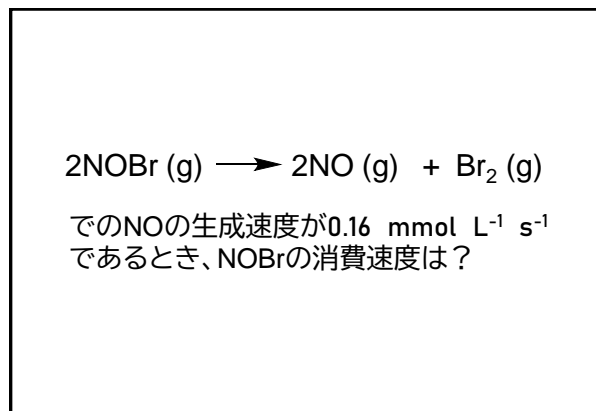 2NOBr (g) ⟶ 2NO (g) + Br₂ (g)
でのNOの生成速度が0.16 mmol L⁻¹ s⁻¹
であるとき、NOBrの消費速度は？